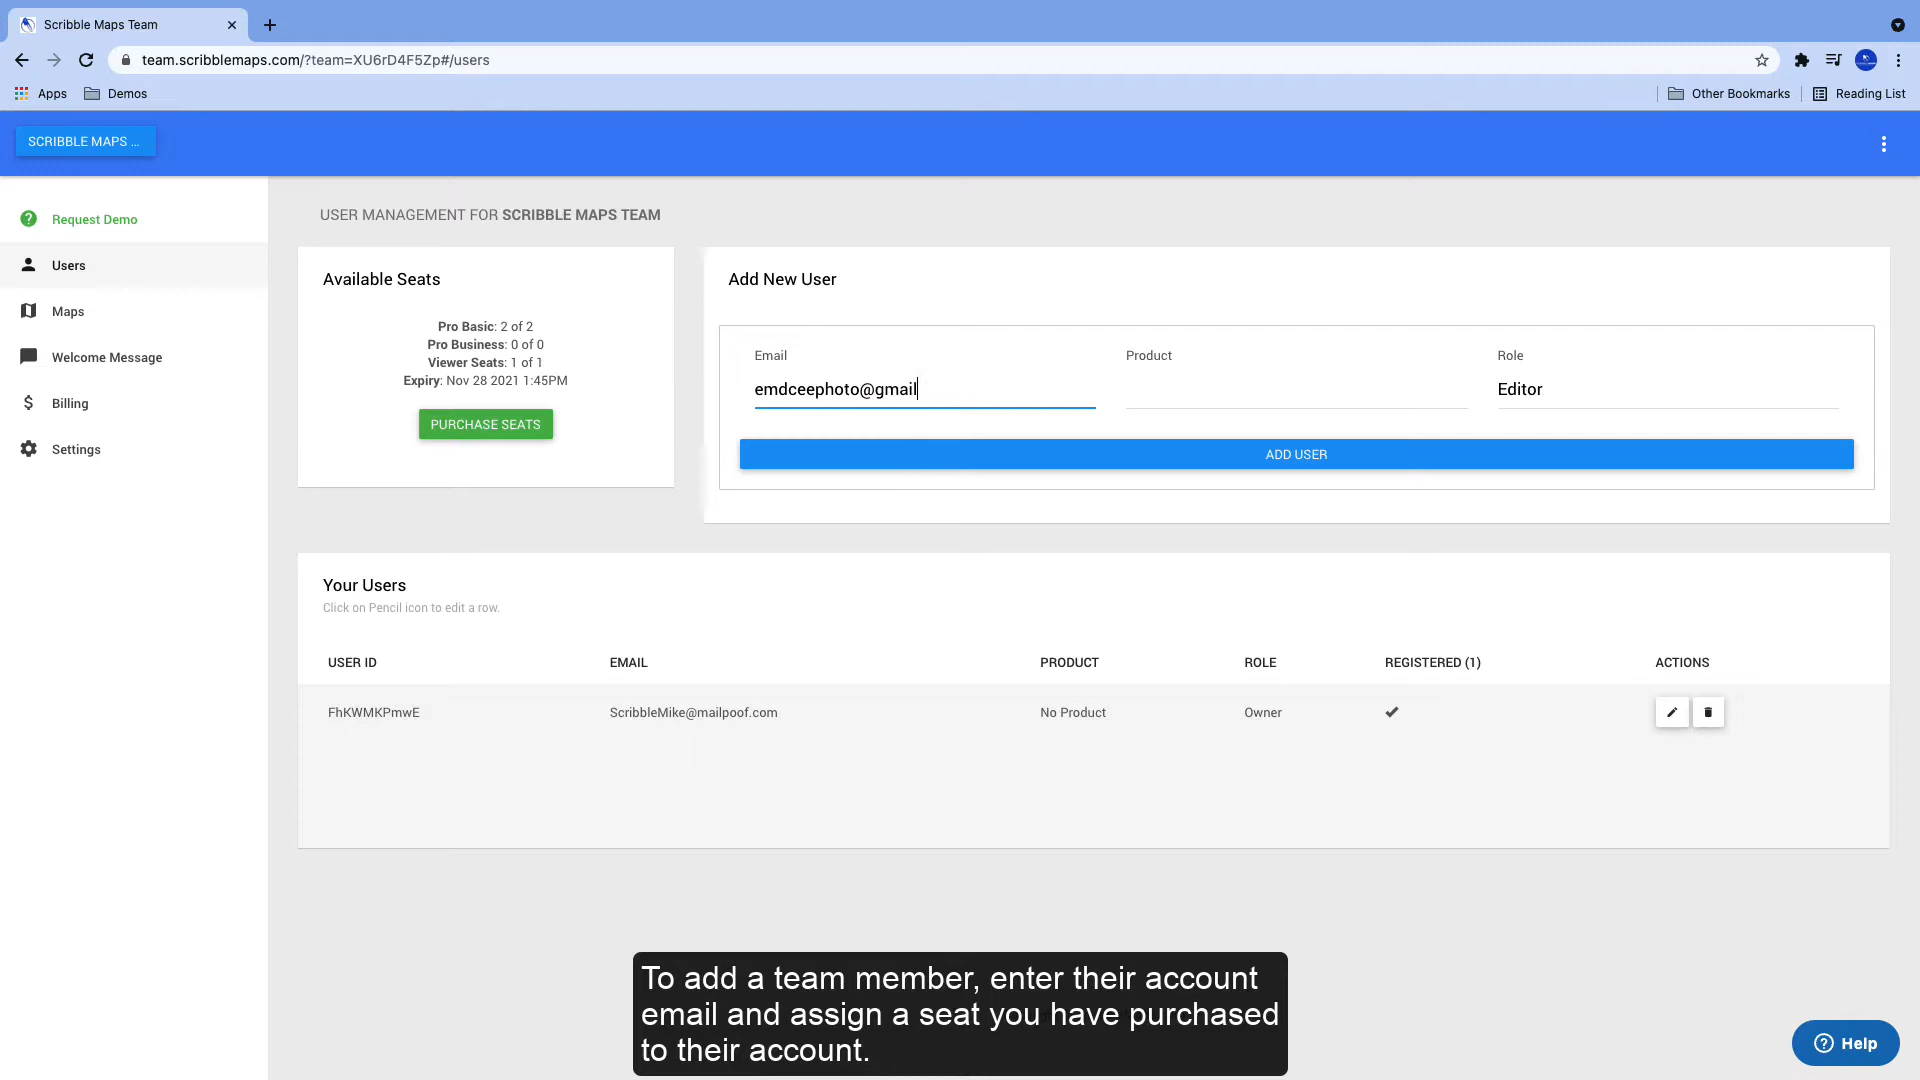 Scribble Maps Team
team.scribblemaps.com/?team=XU6rD4F5Zp#/users
Apps
Demos
Other Bookmarks
Reading List
SCRIBBLE MAPS ...
Request Demo
Users
Maps
Welcome Message
Billing
Settings
USER MANAGEMENT FOR SCRIBBLE MAPS TEAM
Available Seats
Pro Basic: 2 of 2
Pro Business: 0 of 0
Viewer Seats: 1 of 1
Expiry: Nov 28 2021 1:45PM
PURCHASE SEATS
Add New User
Email Product Role
emdceephoto@gmail Editor
ADD USER
Your Users
Click on Pencil icon to edit a row.
USER ID EMAIL PRODUCT ROLE REGISTERED (1) ACTIONS
FhKWMKPmwE ScribbleMike@mailpoof.com No Product Owner
To add a team member, enter their account
email and assign a seat you have purchased
to their account.
Help